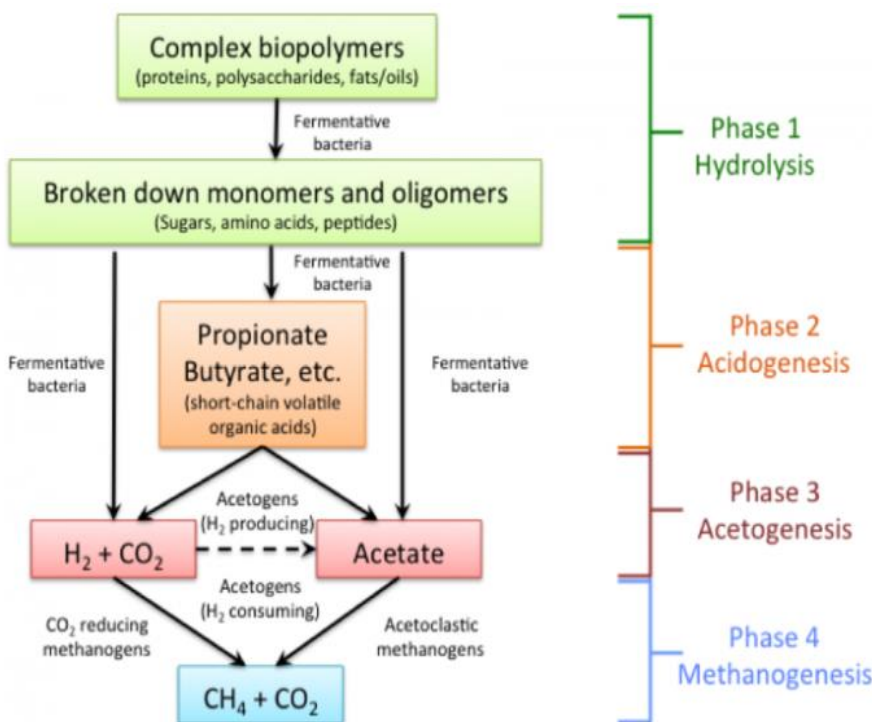 Complex biopolymers
(proteins, polysaccharides, fats/oils)
Fermentative
bacteria
Phase 1
Hydrolysis
Broken down monomers and oligomers
(Sugars, amino acids, peptides)
Fermentative
bacteria
Propionate
Butyrate, etc.
(short-chain volatile
organic acids)
Fermentative
bacteria
Fermentative
bacteria
Phase 2
Acidogenesis
Acetogens
(H₂ producing)
H₂ + CO₂
Acetate
Phase 3
Acetogenesis
Acetogens
(H₂ consuming)
CO₂ reducing
methanogens
Acetoclastic
methanogens
CH₄ + CO₂
Phase 4
Methanogenesis